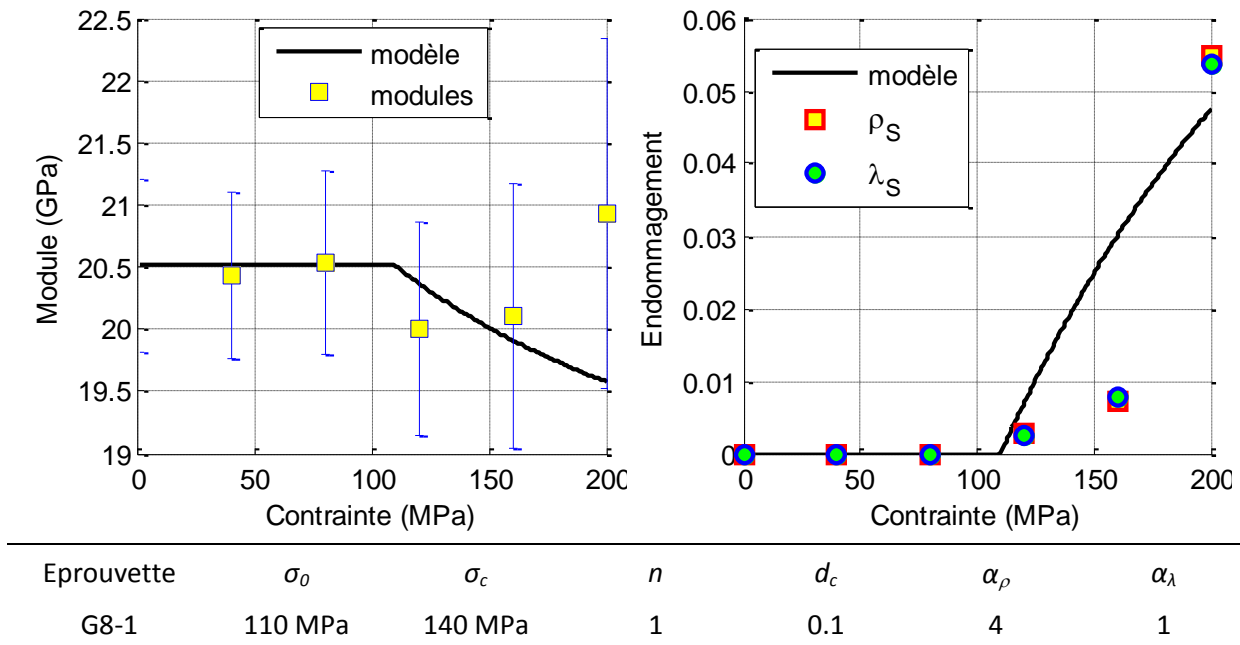 22.5
22
21.5
21
20.5
20
19.5
19
Module (GPa)
modèle
modules
0
50
100
150
200
Contrainte (MPa)
0.06
0.05
0.04
0.03
0.02
0.01
0
Endommagement
modèle
ρS
λS
0
50
100
150
200
Contrainte (MPa)
Eprouvette σ0 σc n dc αρ αλ
G8-1 110 MPa 140 MPa 1 0.1 4 1